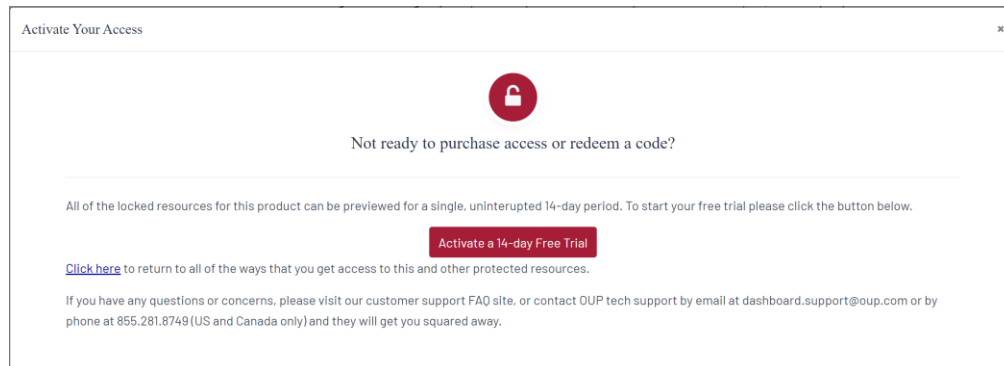 Activate Your Access
×
Not ready to purchase access or redeem a code?
All of the locked resources for this product can be previewed for a single, uninterupted 14-day period. To start your free trial please click the button below.
Activate a 14-day Free Trial
Click here to return to all of the ways that you get access to this and other protected resources.
If you have any questions or concerns, please visit our customer support FAQ site, or contact OUP tech support by email at dashboard.support@oup.com or by
phone at 855.281.8749 (US and Canada only) and they will get you squared away.